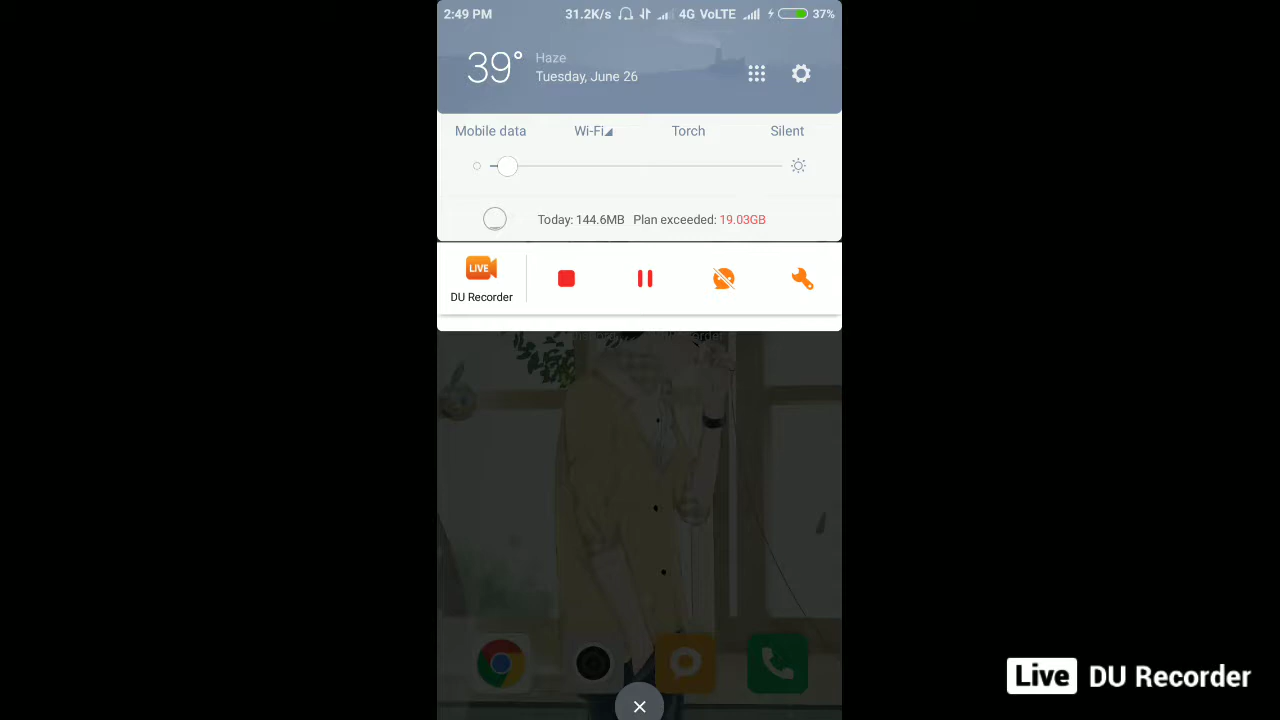 2:49 PM 31.2K/s 4G VoLTE 37%
39° Haze
Tuesday, June 26
Mobile data Wi-Fi Torch Silent
Today: 144.6MB Plan exceeded: 19.03GB
LIVE
DU Recorder
Live DU Recorder